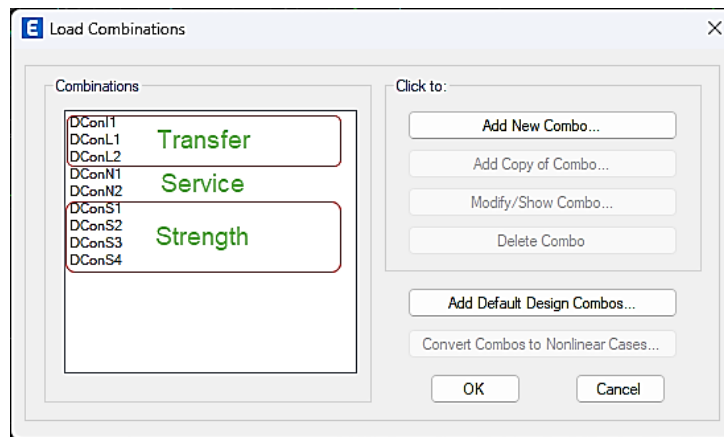 E Load Combinations
Combinations
DConI1
DConL1
DConL2
DConN1
DConN2
DConS1
DConS2
DConS3
DConS4
Transfer
Service
Strength
Click to:
Add New Combo...
Add Copy of Combo...
Modify/Show Combo...
Delete Combo
Add Default Design Combos...
Convert Combos to Nonlinear Cases...
OK
Cancel